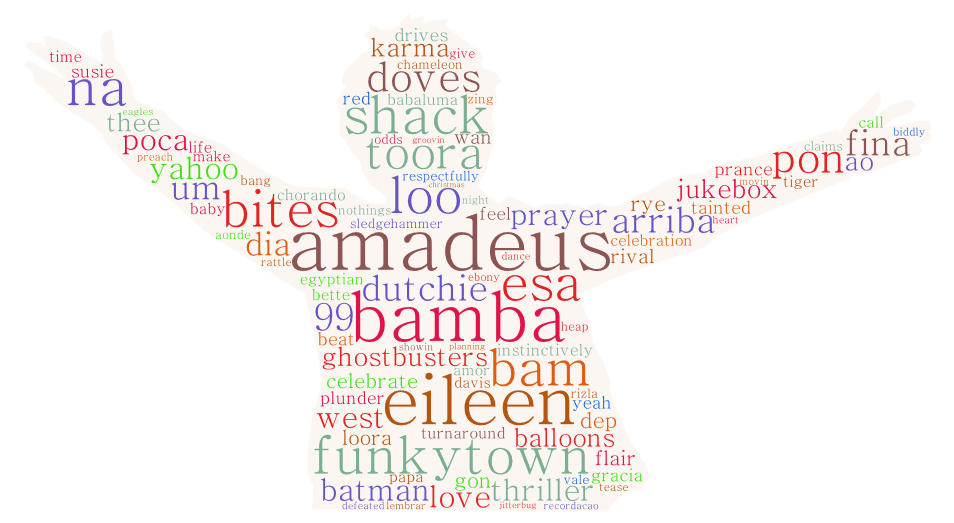 drives
karma give
time
chameleon
susie
doves
na
red babaluma zing
eagles
shack
call
thee
biddly
poca life
odds groovin wan
claims fina
preach make
toora
pon ao
yahoo
respectfully
prance
um bang
christmas
jukebox movin tiger
baby chorando
loo night
rye tainted
bites nothings
feel prayer arriba heart
aonde
sledgehammer
dia
amadeus
celebration
rattle
dance
rival
egyptian
ebony
bette dutchie esa
99 bamba heap
beat
showin planning
ghostbusters instinctively
amor bam
celebrate davis
plunder eileen rizla
yeah
west dep
loora turnaround balloons
funkytown flair
papa gon vale gracia
batman love thriller tease
defeated lembrar jitterbug recordacao